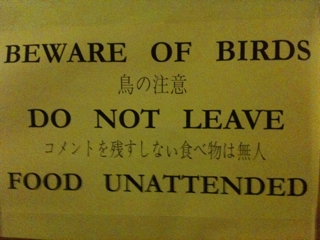 BEWARE OF BIRDS
鳥の注意
DO NOT LEAVE
コメントを残すしない食べ物は無人
FOOD UNATTENDED